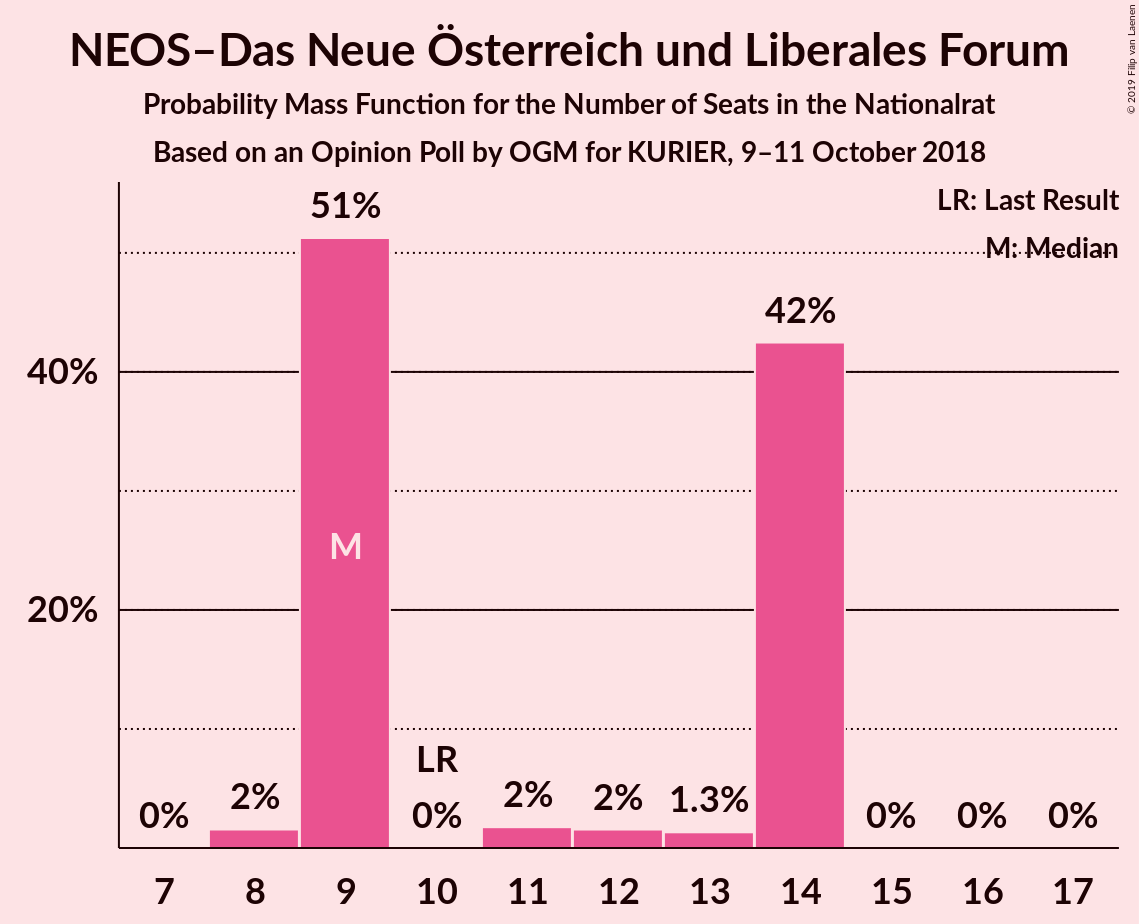 NEOS–Das Neue Österreich und Liberales Forum
Probability Mass Function for the Number of Seats in the Nationalrat
Based on an Opinion Poll by OGM for KURIER, 9–11 October 2018
© 2019 Filip van Laenen
LR: Last Result
M: Median
51%
42%
40%
M
20%
LR
0% 2% 0% 2% 2% 1.3% 0% 0% 0%
7 8 9 10 11 12 13 14 15 16 17